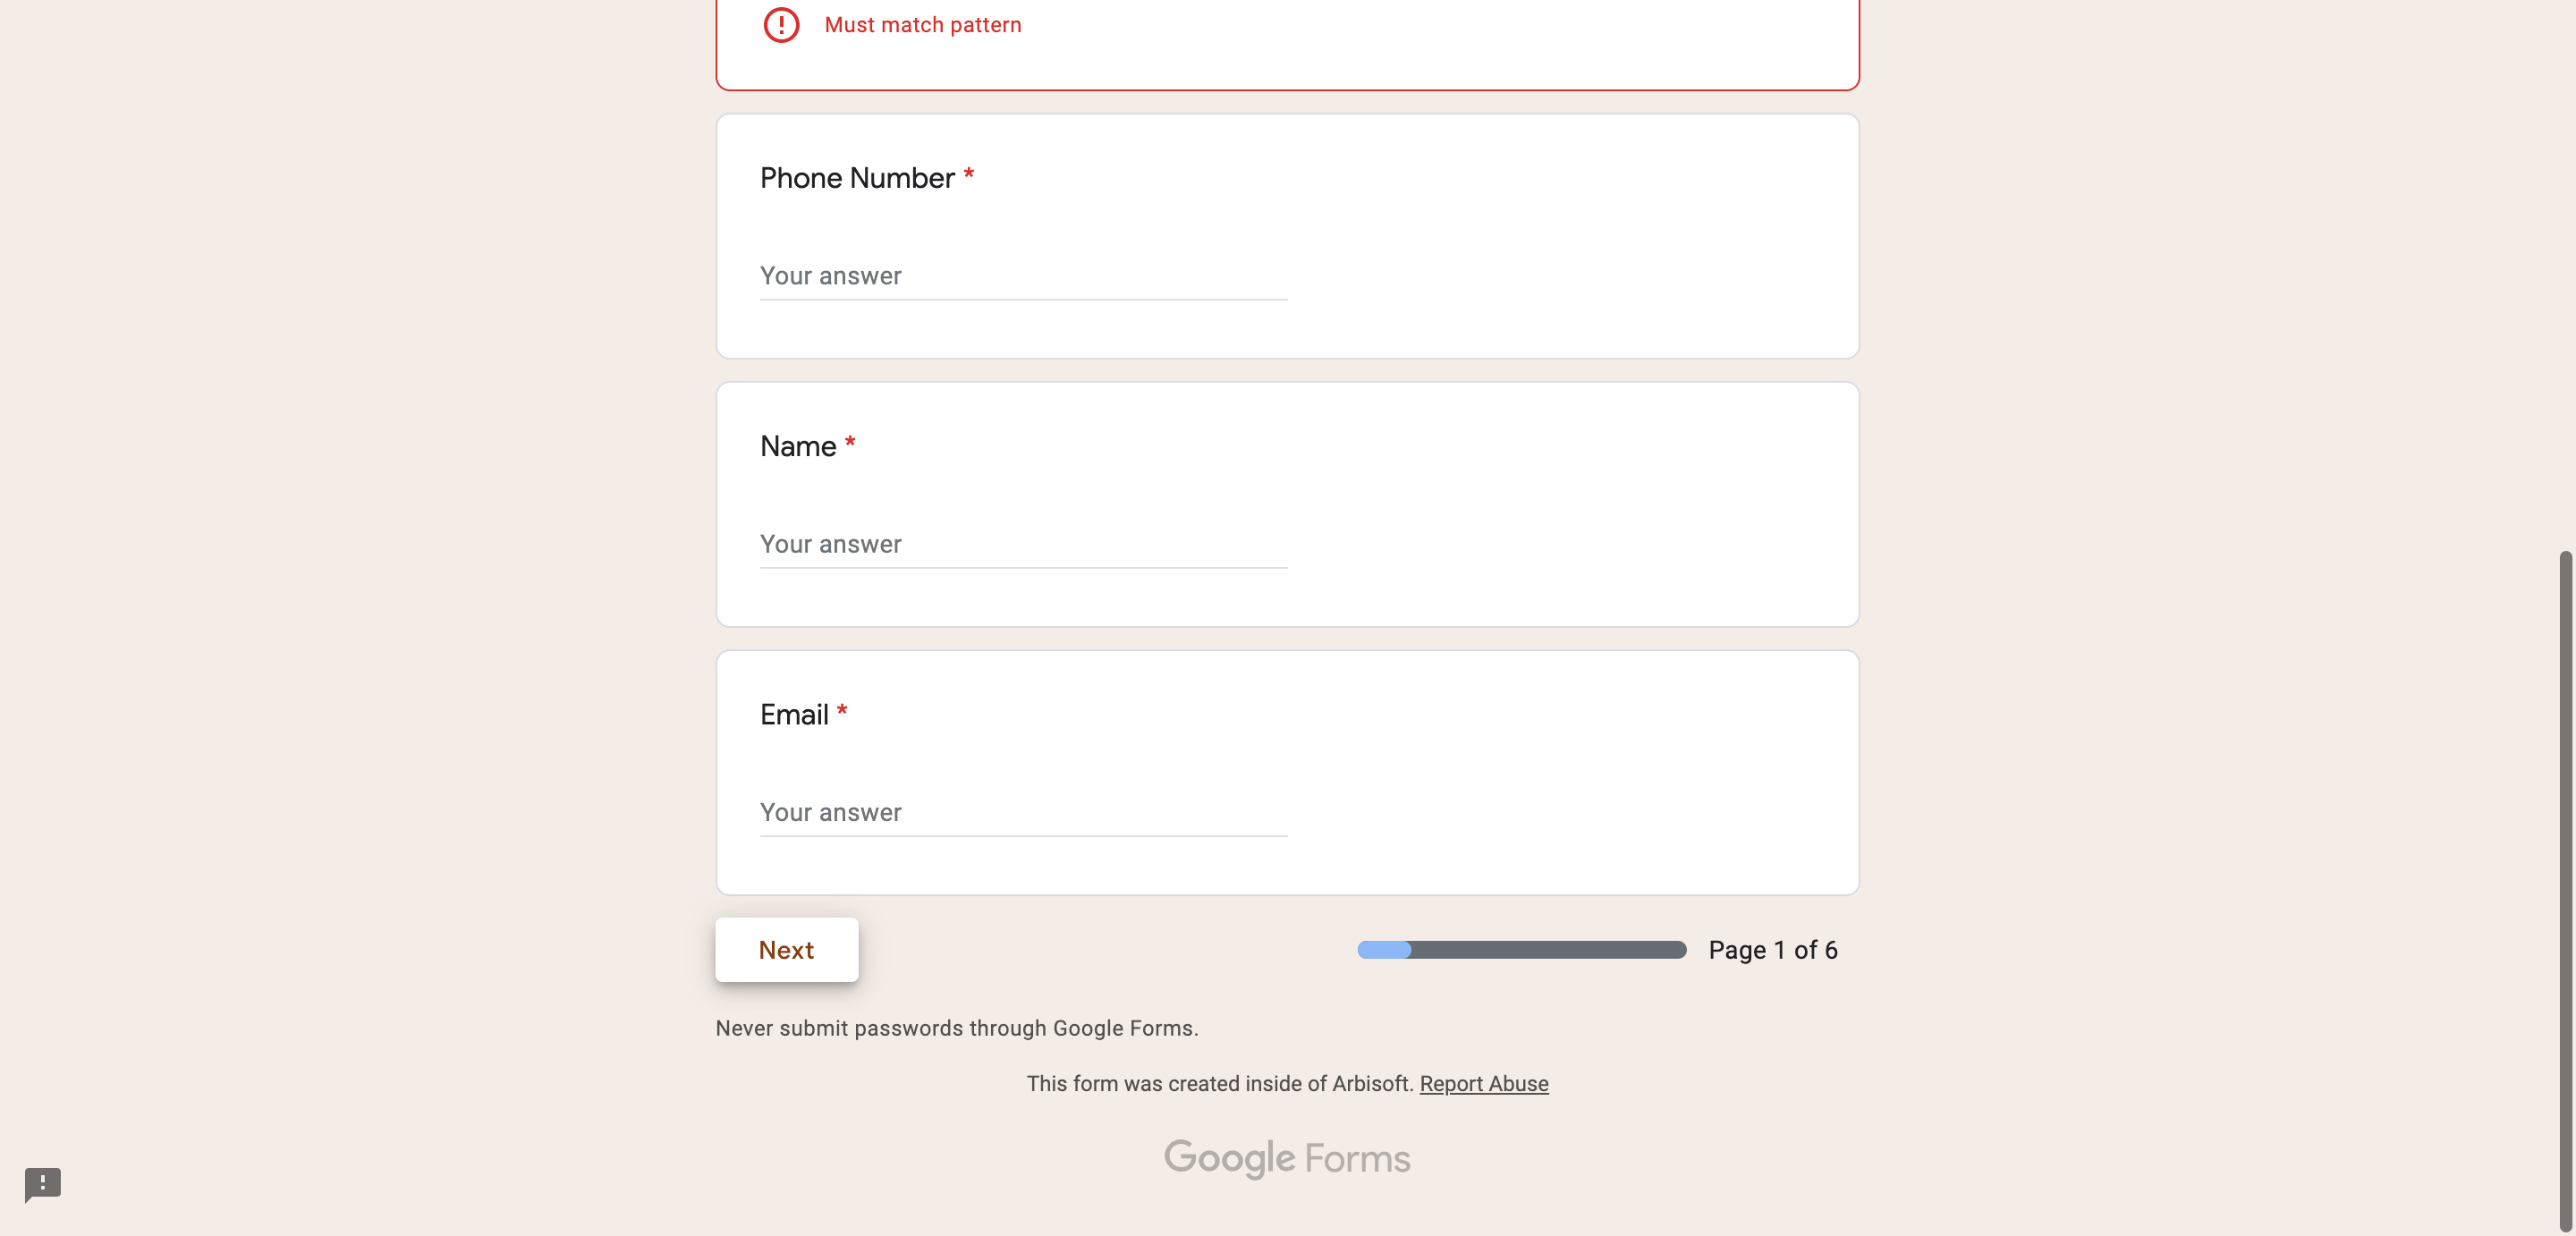 Must match pattern
Phone Number *
Your answer
Name *
Your answer
Email *
Your answer
Next
Page 1 of 6
Never submit passwords through Google Forms.
This form was created inside of Arbisoft. Report Abuse
Google Forms